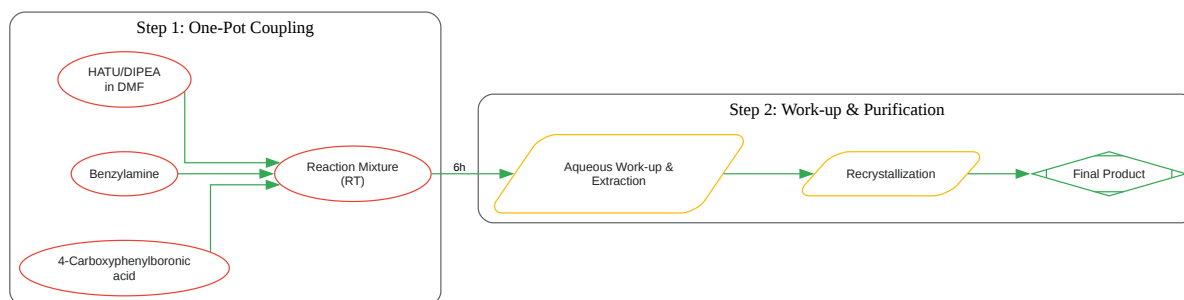 Step 1: One-Pot Coupling
HATU/DIPEA
in DMF
Benzylamine
4-Carboxyphenylboronic
acid
Reaction Mixture
(RT)
6h
Step 2: Work-up & Purification
Aqueous Work-up &
Extraction
Recrystallization
Final Product